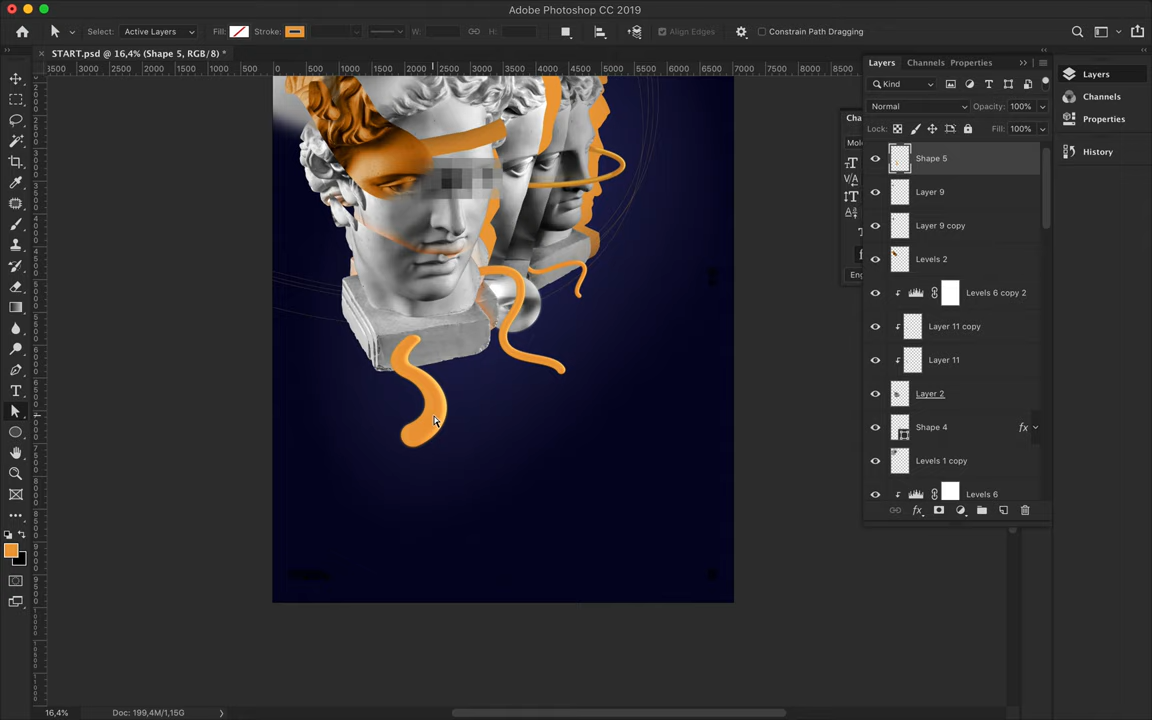 Adobe Photoshop CC 2019
Select: Active Layers Fill: Stroke: W: H: Align Edges Constrain Path Dragging
START.psd @ 16,4% (Shape 5, RGB/8) *
3500 3000 2500 2000 1500 1000 500 0 500 1000 1500 2000 2500 3000 3500 4000 4500 5000 5500 6000 6500 7000 7500 8000
Layers Channels Properties
Kind
Normal Opacity: 100%
Lock: Fill: 100%
Shape 5
Layer 9
Layer 9 copy
Levels 2
Levels 6 copy 2
Layer 11 copy
Layer 11
Layer 2
Shape 4 fx
Levels 1 copy
Levels 6
Layers
Channels
Properties
History
Cha
Mol
Eng
16,4% Doc: 199,4M/1,15G